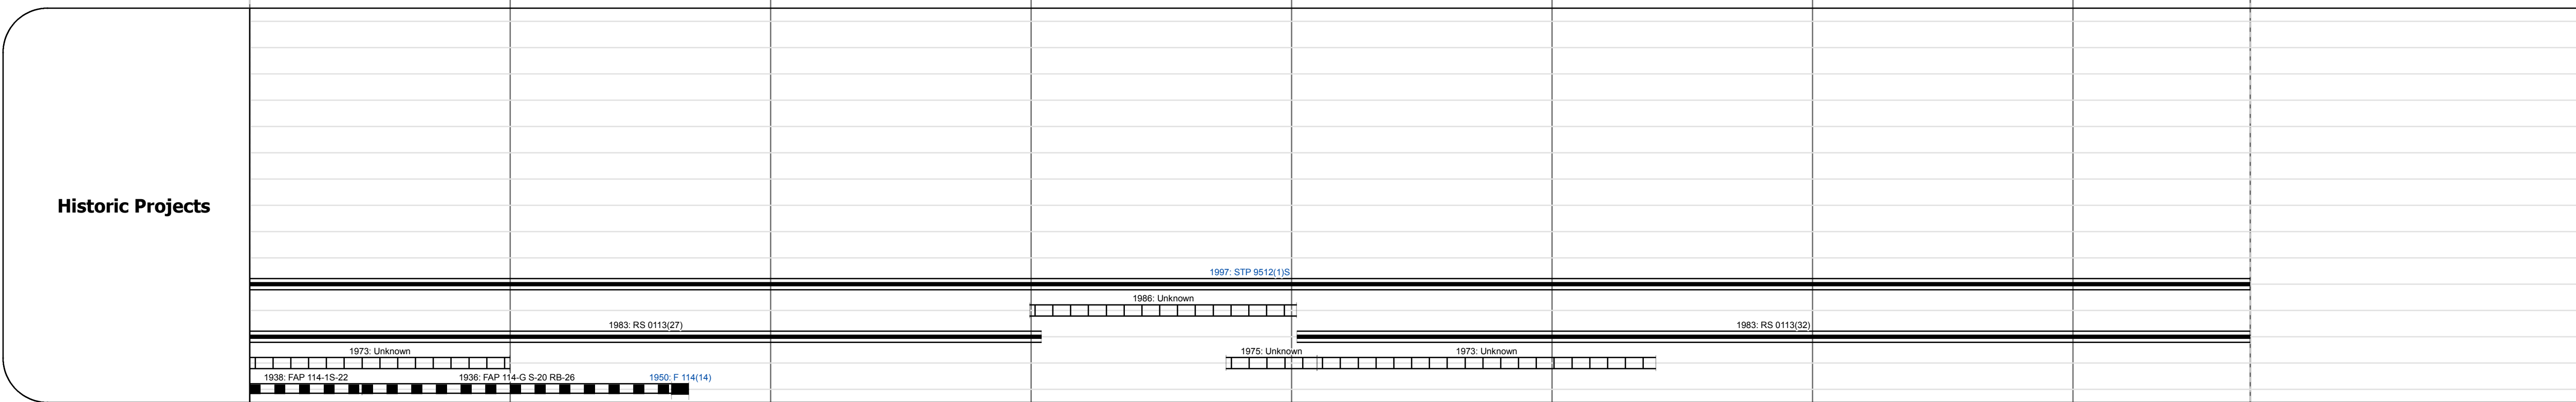 Historic Projects
1997: STP 9512(1)S
1986: Unknown
1983: RS 0113(27)
1983: RS 0113(32)
1973: Unknown
1975: Unknown
1973: Unknown
1938: FAP 114-1S-22
1936: FAP 114-G S-20 RB-26
1950: F 114(14)